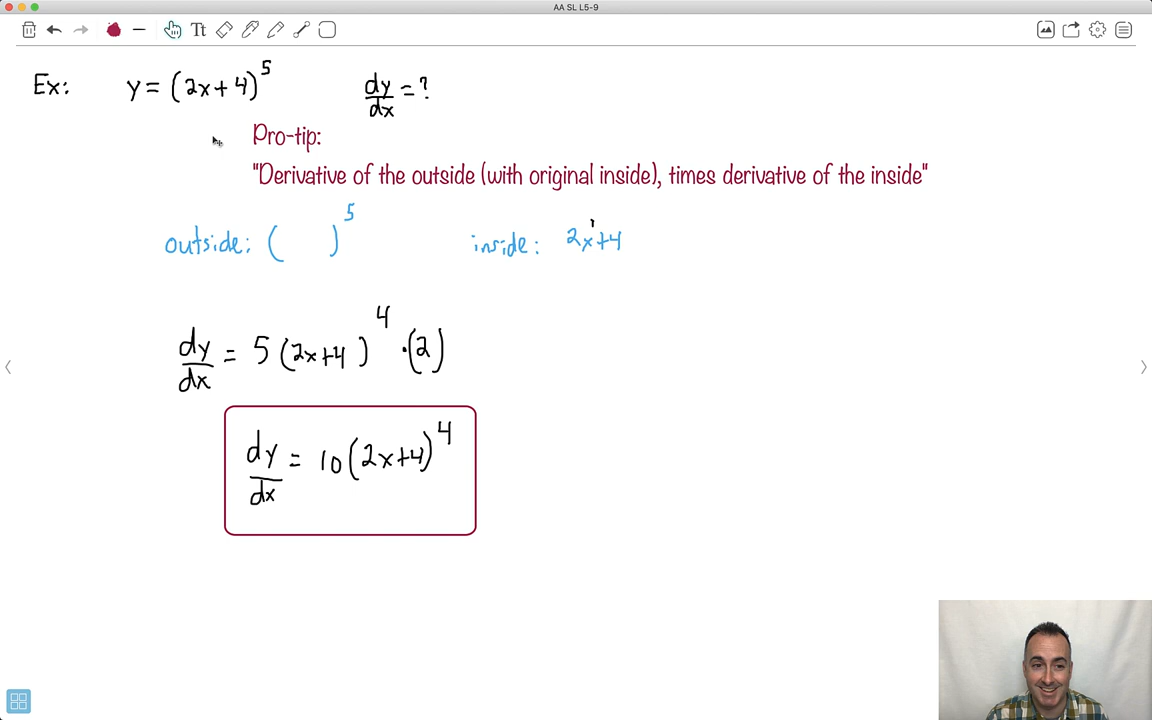 AA SL L5-9
Tt
Ex: y = (2x+4)^5 dy/dx = ?
Pro-tip:
"Derivative of the outside (with original inside), times derivative of the inside"
outside: ( )^5 inside: 2x^1+4
dy/dx = 5(2x+4)^4 · (2)
dy/dx = 10(2x+4)^4